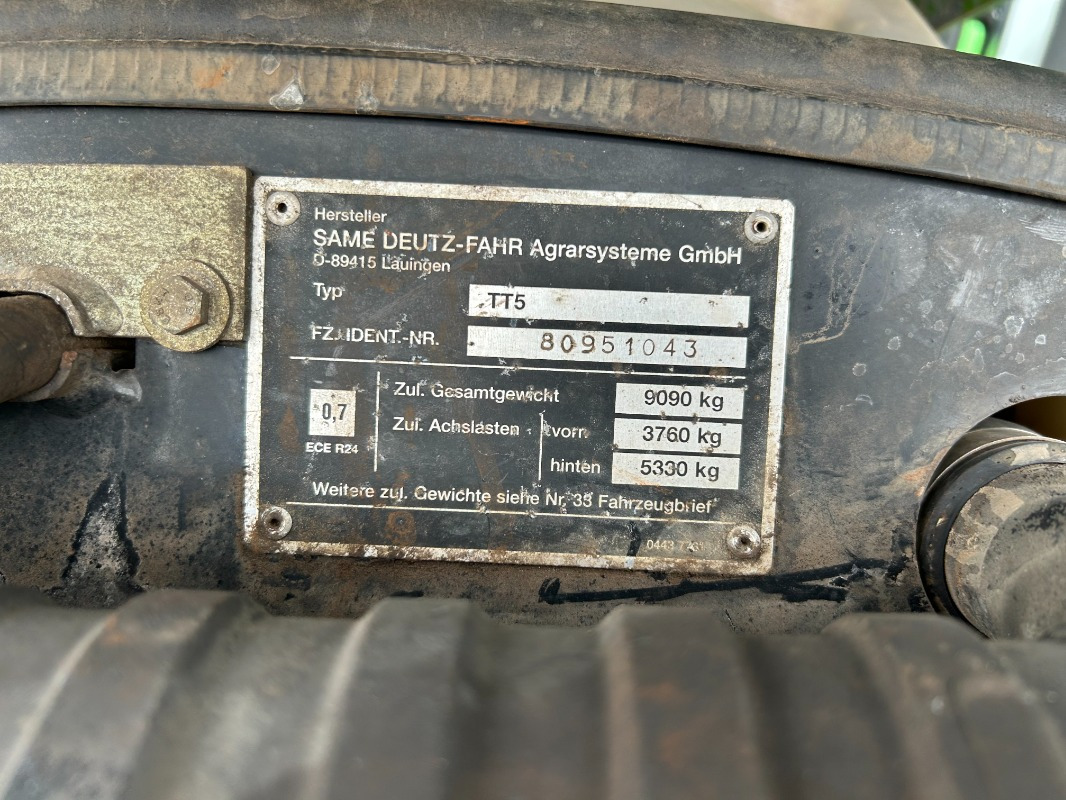 Hersteller
SAME DEUTZ-FAHR Agrarsysteme GmbH
D-89415 Lauingen
Typ TT5
FZ. IDENT.-NR. 80951043
0,7
ECE R24
Zul. Gesamtgewicht 9090 kg
Zul. Achslasten vorn 3760 kg
hinten 5330 kg
Weitere zul. Gewichte siehe Nr. 33 Fahrzeugbrief
0443